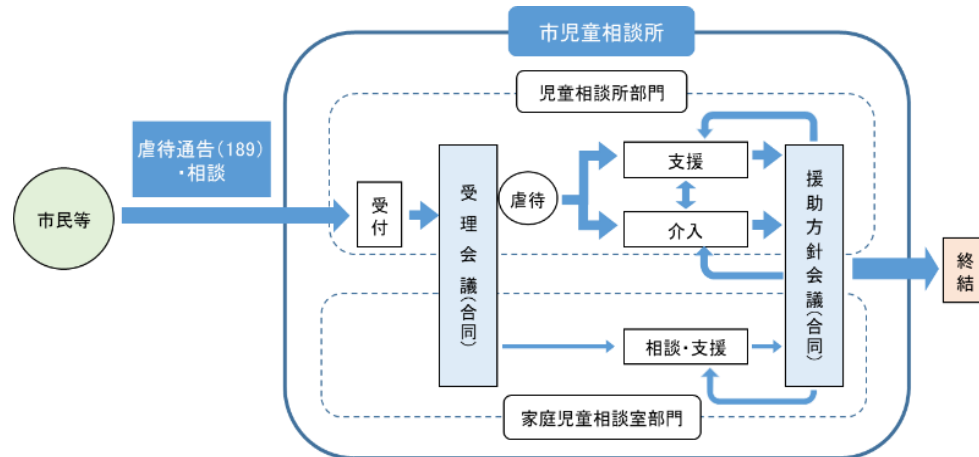 市児童相談所
児童相談所部門
虐待通告(189)
・相談
市民等
受付
受理会議(合同)
虐待
支援
介入
援助方針会議(合同)
終結
相談・支援
家庭児童相談室部門